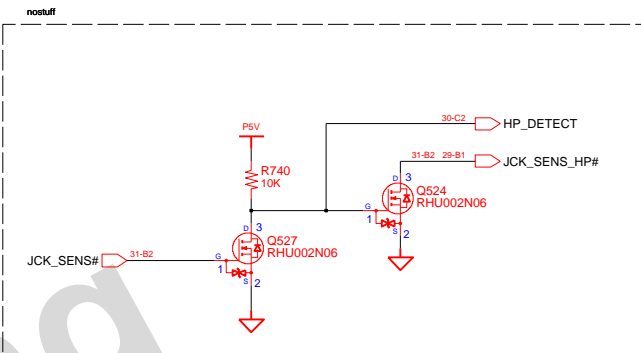 nostuff
30-C2
HP_DETECT
P5V
31-B2 29-B1
JCK_SENS_HP#
R740
10K
D 3
Q524
RHU002N06
G
1
S
2
D 3
Q527
RHU002N06
JCK_SENS#
31-B2
G
1
S
2